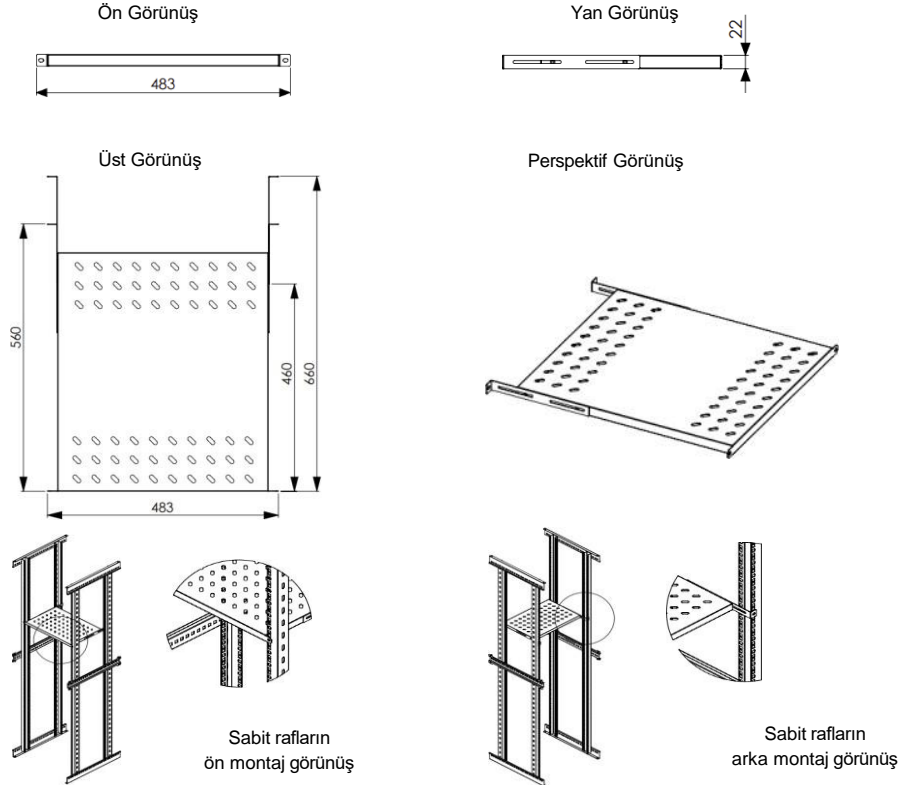 Ön Görünüş
Yan Görünüş
22
483
Üst Görünüş
Perspektif Görünüş
560
460
660
483
Sabit rafların
ön montaj görünüş
Sabit rafların
arka montaj görünüş